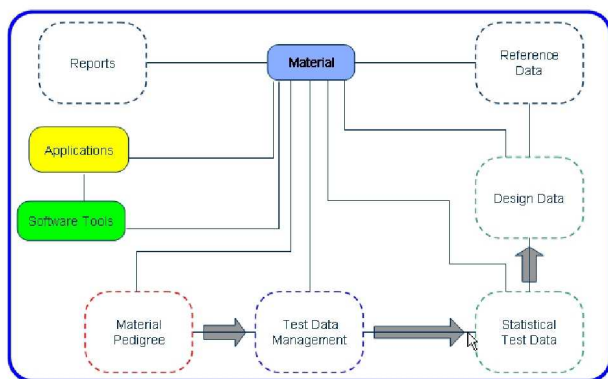 Reports
Material
Reference
Data
Applications
Design Data
Software Tools
Material
Pedigree
Test Data
Management
Statistical
Test Data